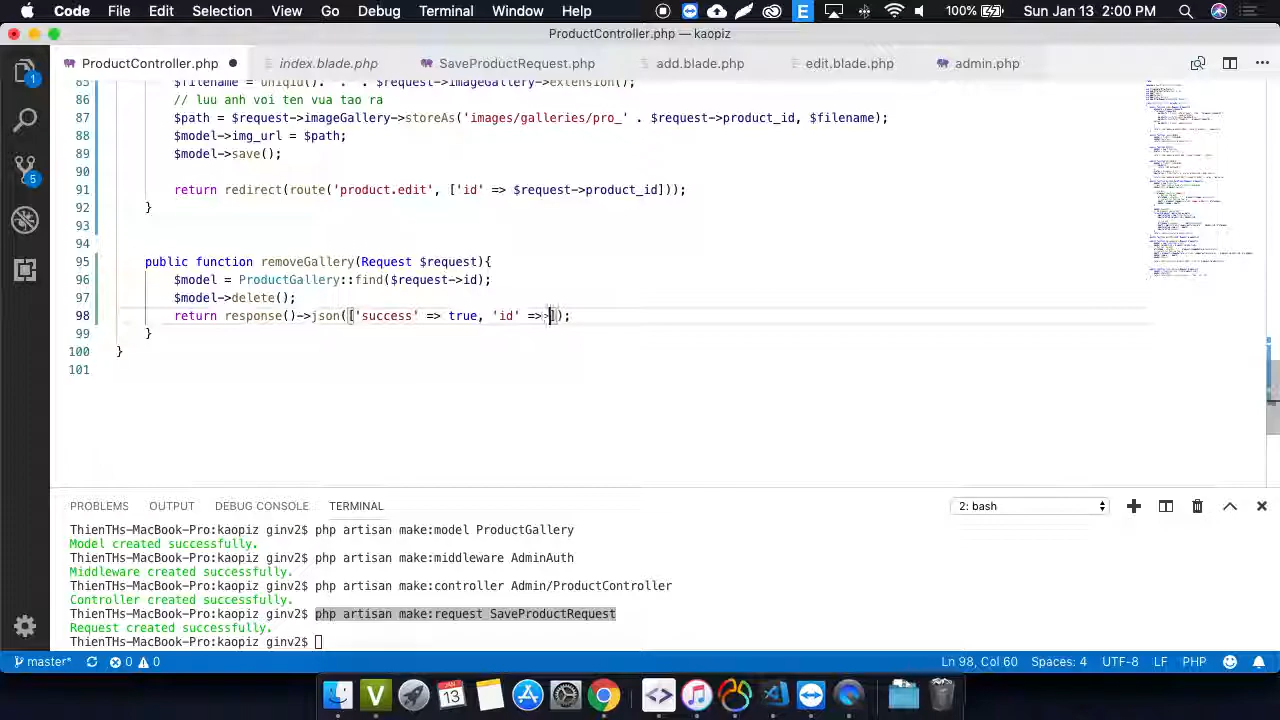 Code File Edit Selection View Go Debug Terminal Window Help 100% Sun Jan 13 2:00 PM
ProductController.php — kaopiz
ProductController.php index.blade.php SaveProductRequest.php add.blade.php edit.blade.php admin.php
85 $filename = uniqid() . '.' . $request->imageGallery->extension();
86 // luu anh voi ten vua tao ra
87 $path = $request->imageGallery->storeAs('images/galleries/pro_' . $request->product_id, $filename);
88 $model->img_url = $path;
89 $model->save();
90
91 return redirect(route('product.edit', ['id' => $request->product_id]));
92 }
93
94
95 public function removeGallery(Request $request){
96 $model = ProductGallery::find($request->id);
97 $model->delete();
98 return response()->json(['success' => true, 'id' =>]);
99 }
100 }
101
PROBLEMS OUTPUT DEBUG CONSOLE TERMINAL 2: bash
ThienTHs-MacBook-Pro:kaopiz ginv2$ php artisan make:model ProductGallery
Model created successfully.
ThienTHs-MacBook-Pro:kaopiz ginv2$ php artisan make:middleware AdminAuth
Middleware created successfully.
ThienTHs-MacBook-Pro:kaopiz ginv2$ php artisan make:controller Admin/ProductController
Controller created successfully.
ThienTHs-MacBook-Pro:kaopiz ginv2$ php artisan make:request SaveProductRequest
Request created successfully.
ThienTHs-MacBook-Pro:kaopiz ginv2$
master* 0 0 Ln 98, Col 60 Spaces: 4 UTF-8 LF PHP